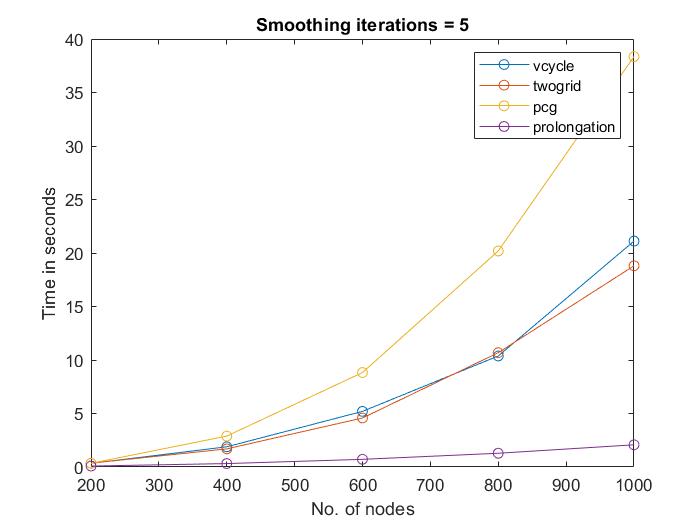 Smoothing iterations = 5
40
35
30
25
20
15
10
5
0
Time in seconds
vcycle
twogrid
pcg
prolongation
200 300 400 500 600 700 800 900 1000
No. of nodes